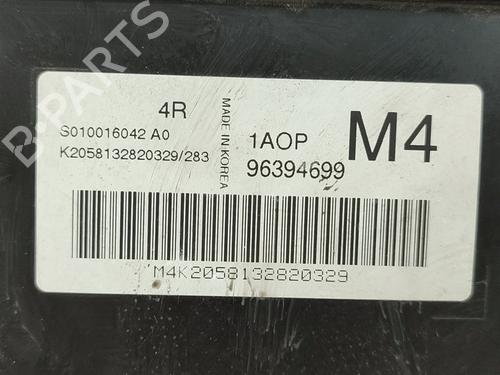 4R
S010016042 A0
K2058132820329/283
MADE IN KOREA
1AOP
96394699
M4
M4K2058132820329
B-PARTS